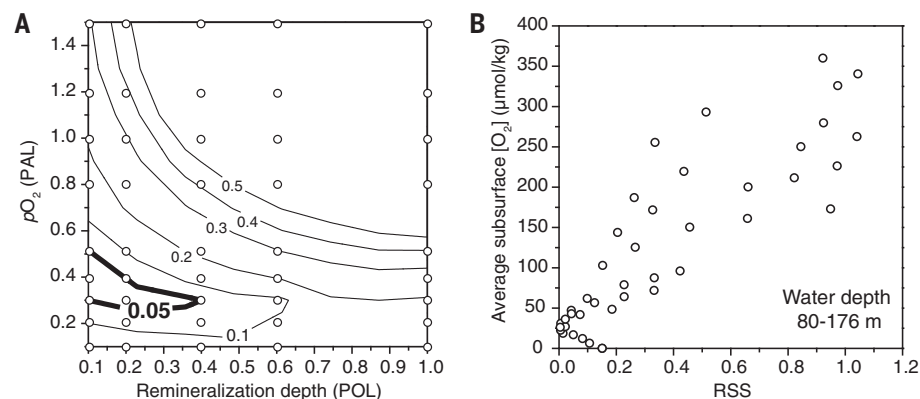 A
pO₂ (PAL)
1.4
1.2
1.0
0.8
0.6
0.4
0.2
0.5
0.4
0.3
0.2
0.05
0.1
0.1 0.2 0.3 0.4 0.5 0.6 0.7 0.8 0.9 1.0
Remineralization depth (POL)
B
Average subsurface [O₂] (μmol/kg)
400
350
300
250
200
150
100
50
0
Water depth
80-176 m
0.0 0.2 0.4 0.6 0.8 1.0 1.2
RSS